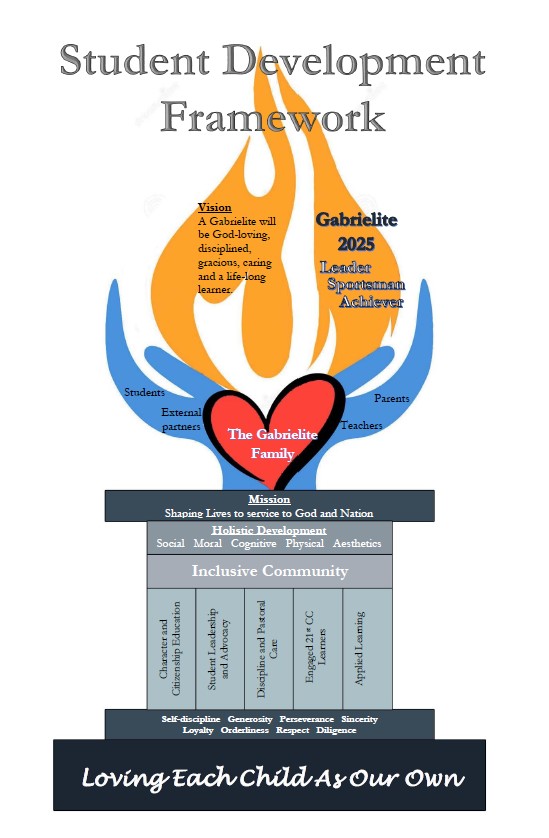 Student Development
Framework
Vision
A Gabrielite will
be God-loving,
disciplined,
gracious, caring
and a life-long
learner.
Gabrielite
2025
Leader
Sportsman
Achiever
Students
External
partners
Parents
Teachers
The Gabrielite
Family
Mission
Shaping Lives to service to God and Nation
Holistic Development
Social Moral Cognitive Physical Aesthetics
Inclusive Community
Character and
Citizenship Education
Student Leadership
and Advocacy
Discipline and Pastoral
Care
Engaged 21st CC
Learners
Applied Learning
Self-discipline Generosity Perseverance Sincerity
Loyalty Orderliness Respect Diligence
Loving Each Child As Our Own